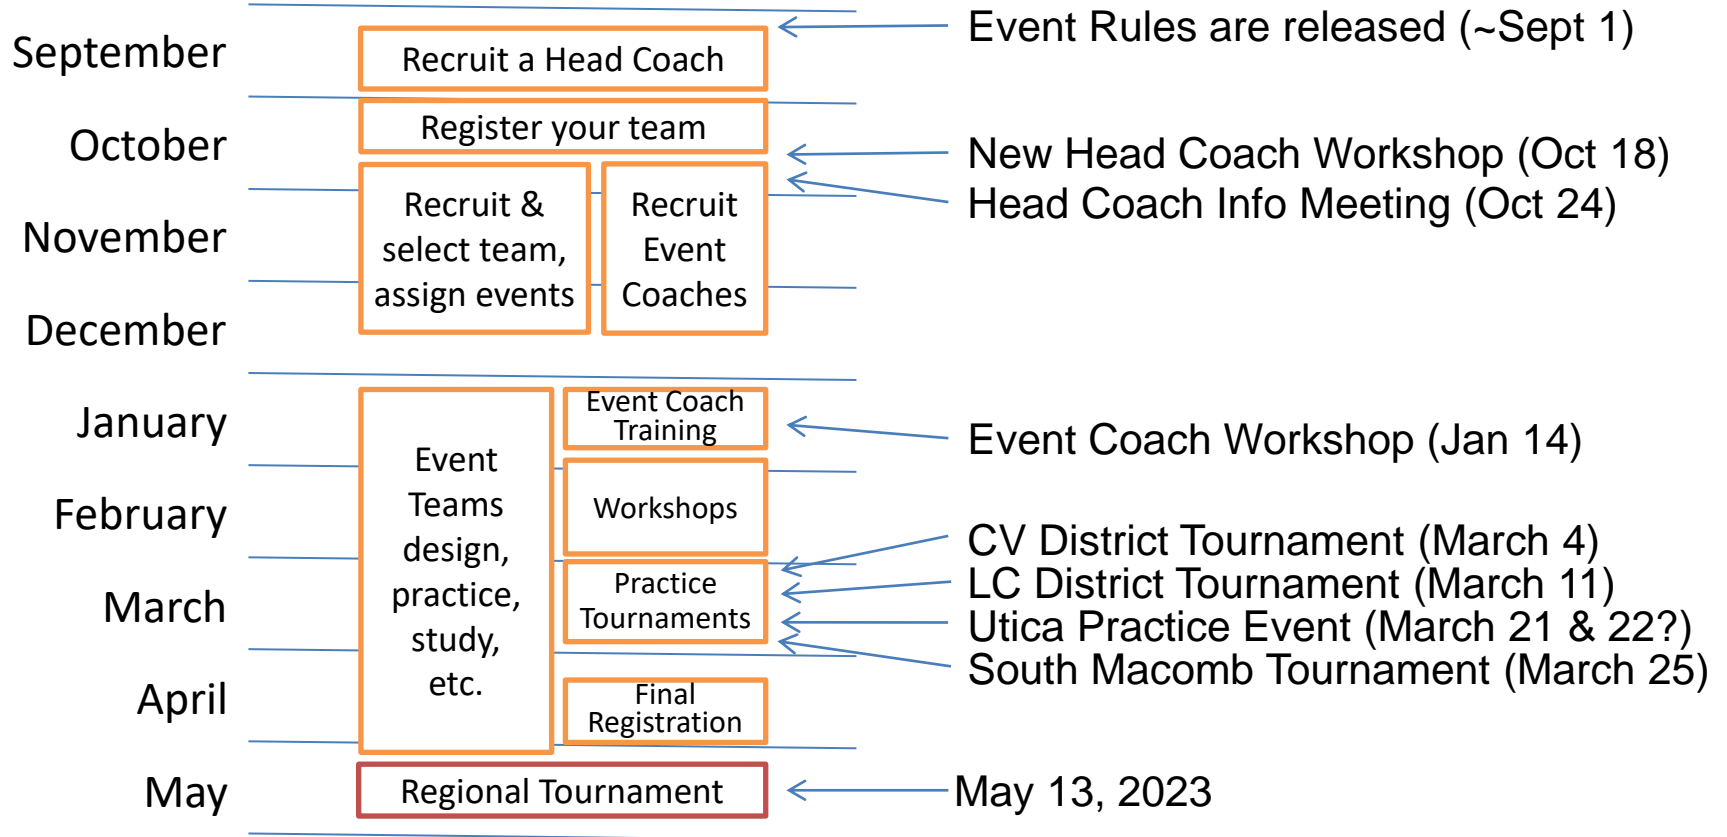 September
Recruit a Head Coach
Event Rules are released (~Sept 1)
October
Register your team
New Head Coach Workshop (Oct 18)
Head Coach Info Meeting (Oct 24)
November
Recruit &
select team,
assign events
Recruit
Event
Coaches
December
January
Event
Teams
design,
practice,
study,
etc.
Event Coach
Training
Event Coach Workshop (Jan 14)
February
Workshops
March
Practice
Tournaments
CV District Tournament (March 4)
LC District Tournament (March 11)
Utica Practice Event (March 21 & 22?)
South Macomb Tournament (March 25)
April
Final
Registration
May
Regional Tournament
May 13, 2023